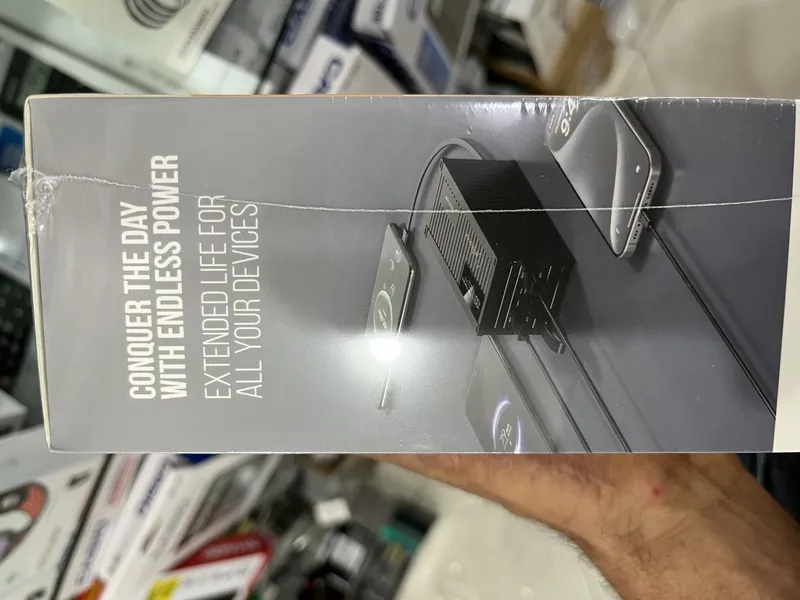 CONQUER THE DAY
WITH ENDLESS POWER
EXTENDED LIFE FOR
ALL YOUR DEVICES